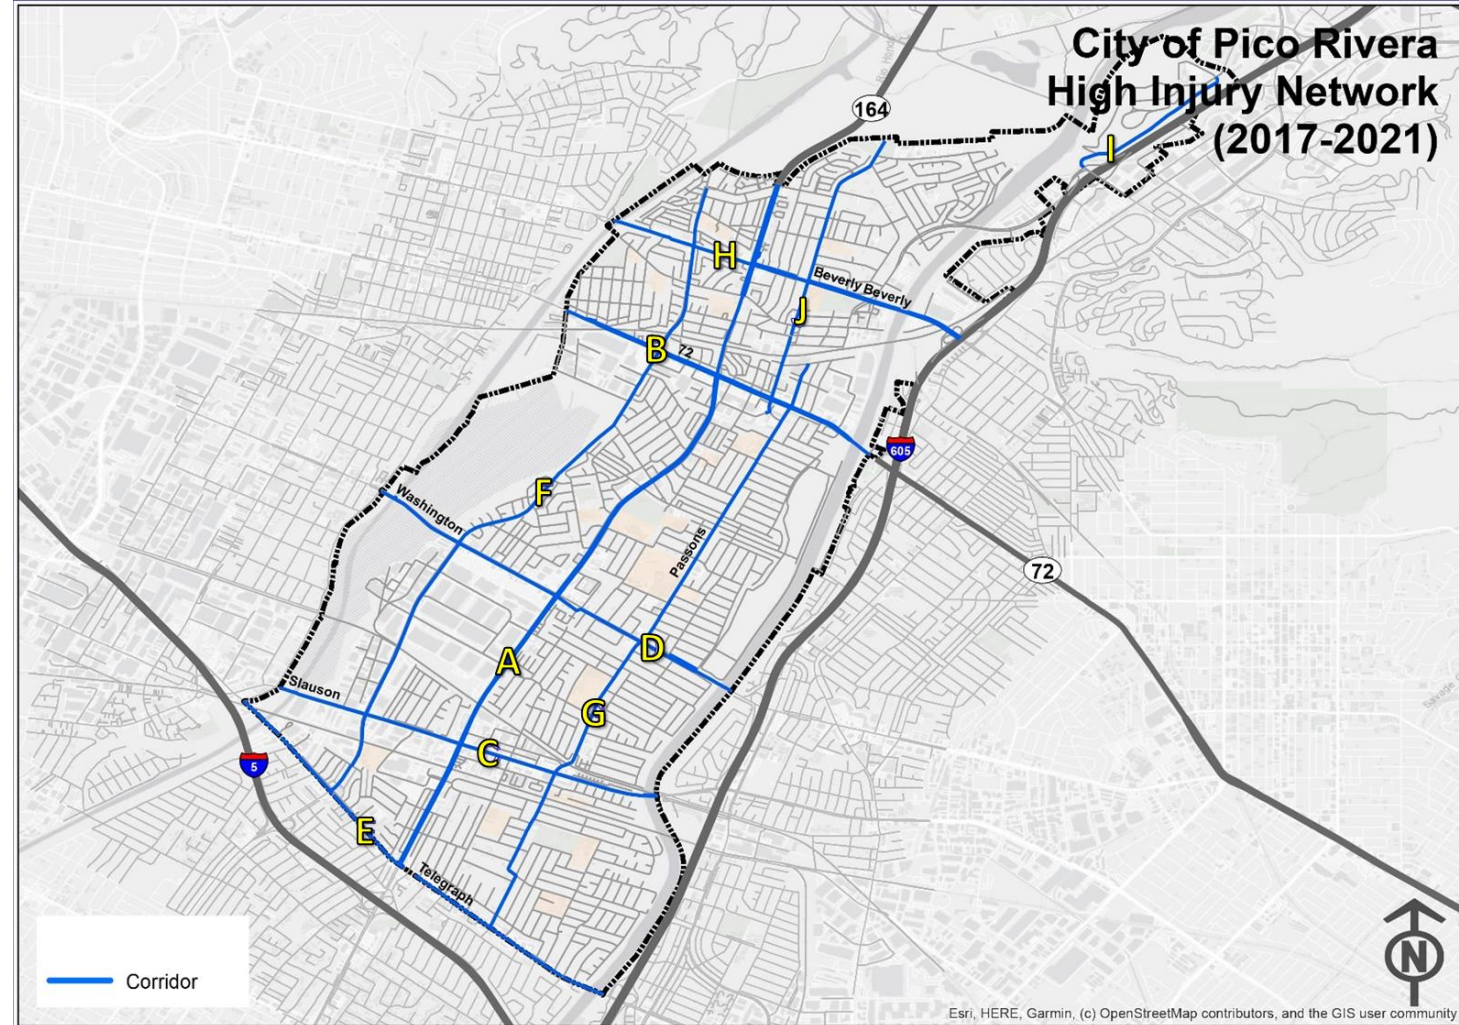 City of Pico Rivera
High Injury Network
(2017-2021)
164
I
H
Beverly Beverly
J
B
72
605
F
Washington
Passons
72
D
A
Slauson
G
C
5
E
Telegraph
Corridor
N
Esri, HERE, Garmin, (c) OpenStreetMap contributors, and the GIS user community